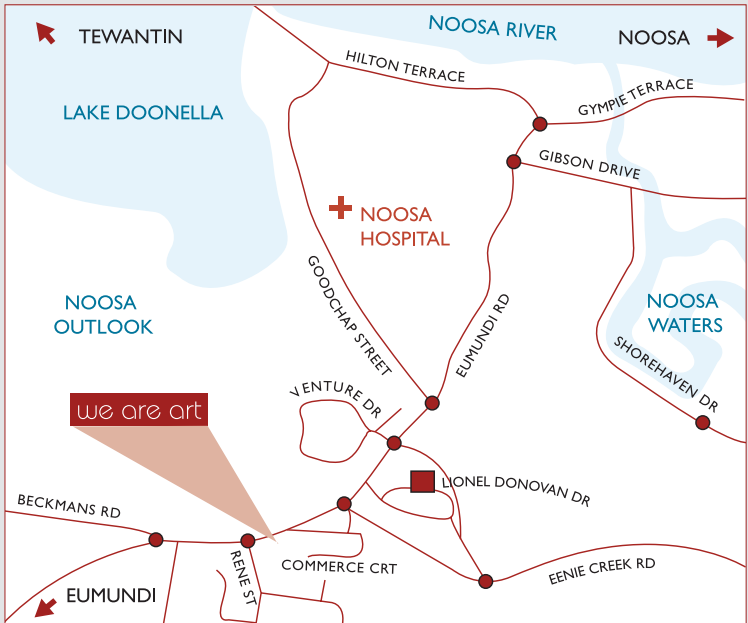 TEWANTIN
NOOSA RIVER
NOOSA
HILTON TERRACE
GYMPIE TERRACE
LAKE DOONELLA
GIBSON DRIVE
NOOSA
HOSPITAL
GOODCHAP STREET
EUMUNDI RD
NOOSA
OUTLOOK
NOOSA
WATERS
SHOREHAVEN DR
VENTURE DR
we are art
LIONEL DONOVAN DR
BECKMANS RD
RENE ST
COMMERCE CRT
EENIE CREEK RD
EUMUNDI